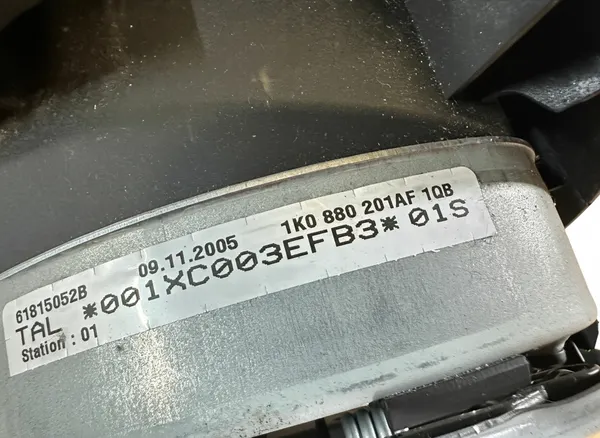 61815052B 09.11.2005 1K0 880 201AF 1QB
TAL *001XC003EFB3* 01S
Station : 01